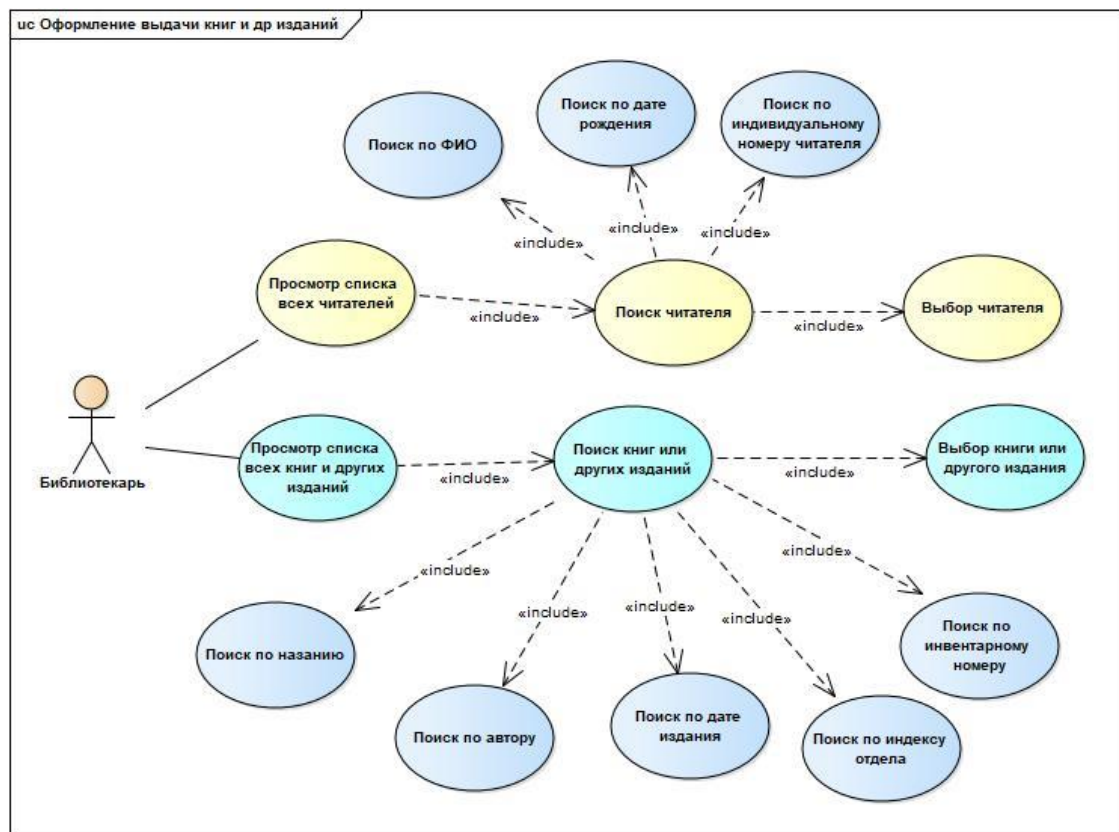 uc Оформление выдачи книг и др изданий
Поиск по ФИО
Поиск по дате
рождения
Поиск по
индивидуальному
номеру читателя
«include»
«include»
«include»
Просмотр списка
всех читателей
«include»
Поиск читателя
«include»
Выбор читателя
Библиотекарь
Просмотр списка
всех книг и других
изданий
«include»
Поиск книг или
других изданий
«include»
Выбор книги или
другого издания
«include»
«include»
«include»
«include»
«include»
Поиск по назанию
Поиск по автору
Поиск по дате
издания
Поиск по индексу
отдела
Поиск по
инвентарному
номеру